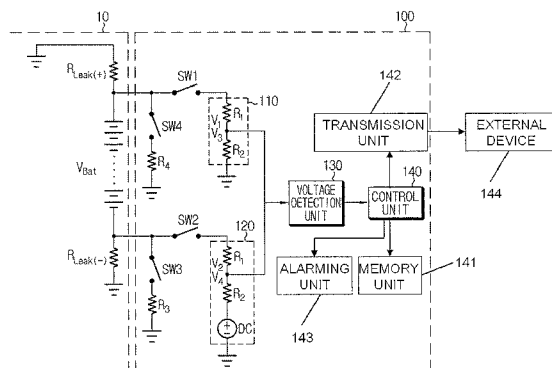 10
100
R_Leak(+)
SW1
110
142
SW4
V1
V3
R1
R2
R4
TRANSMISSION
UNIT
EXTERNAL
DEVICE
144
VBat
130
140
VOLTAGE
DETECTION
UNIT
CONTROL
UNIT
SW2
120
R_Leak(-)
SW3
V2
V4
R1
R2
R3
DC
ALARMING
UNIT
MEMORY
UNIT
141
143